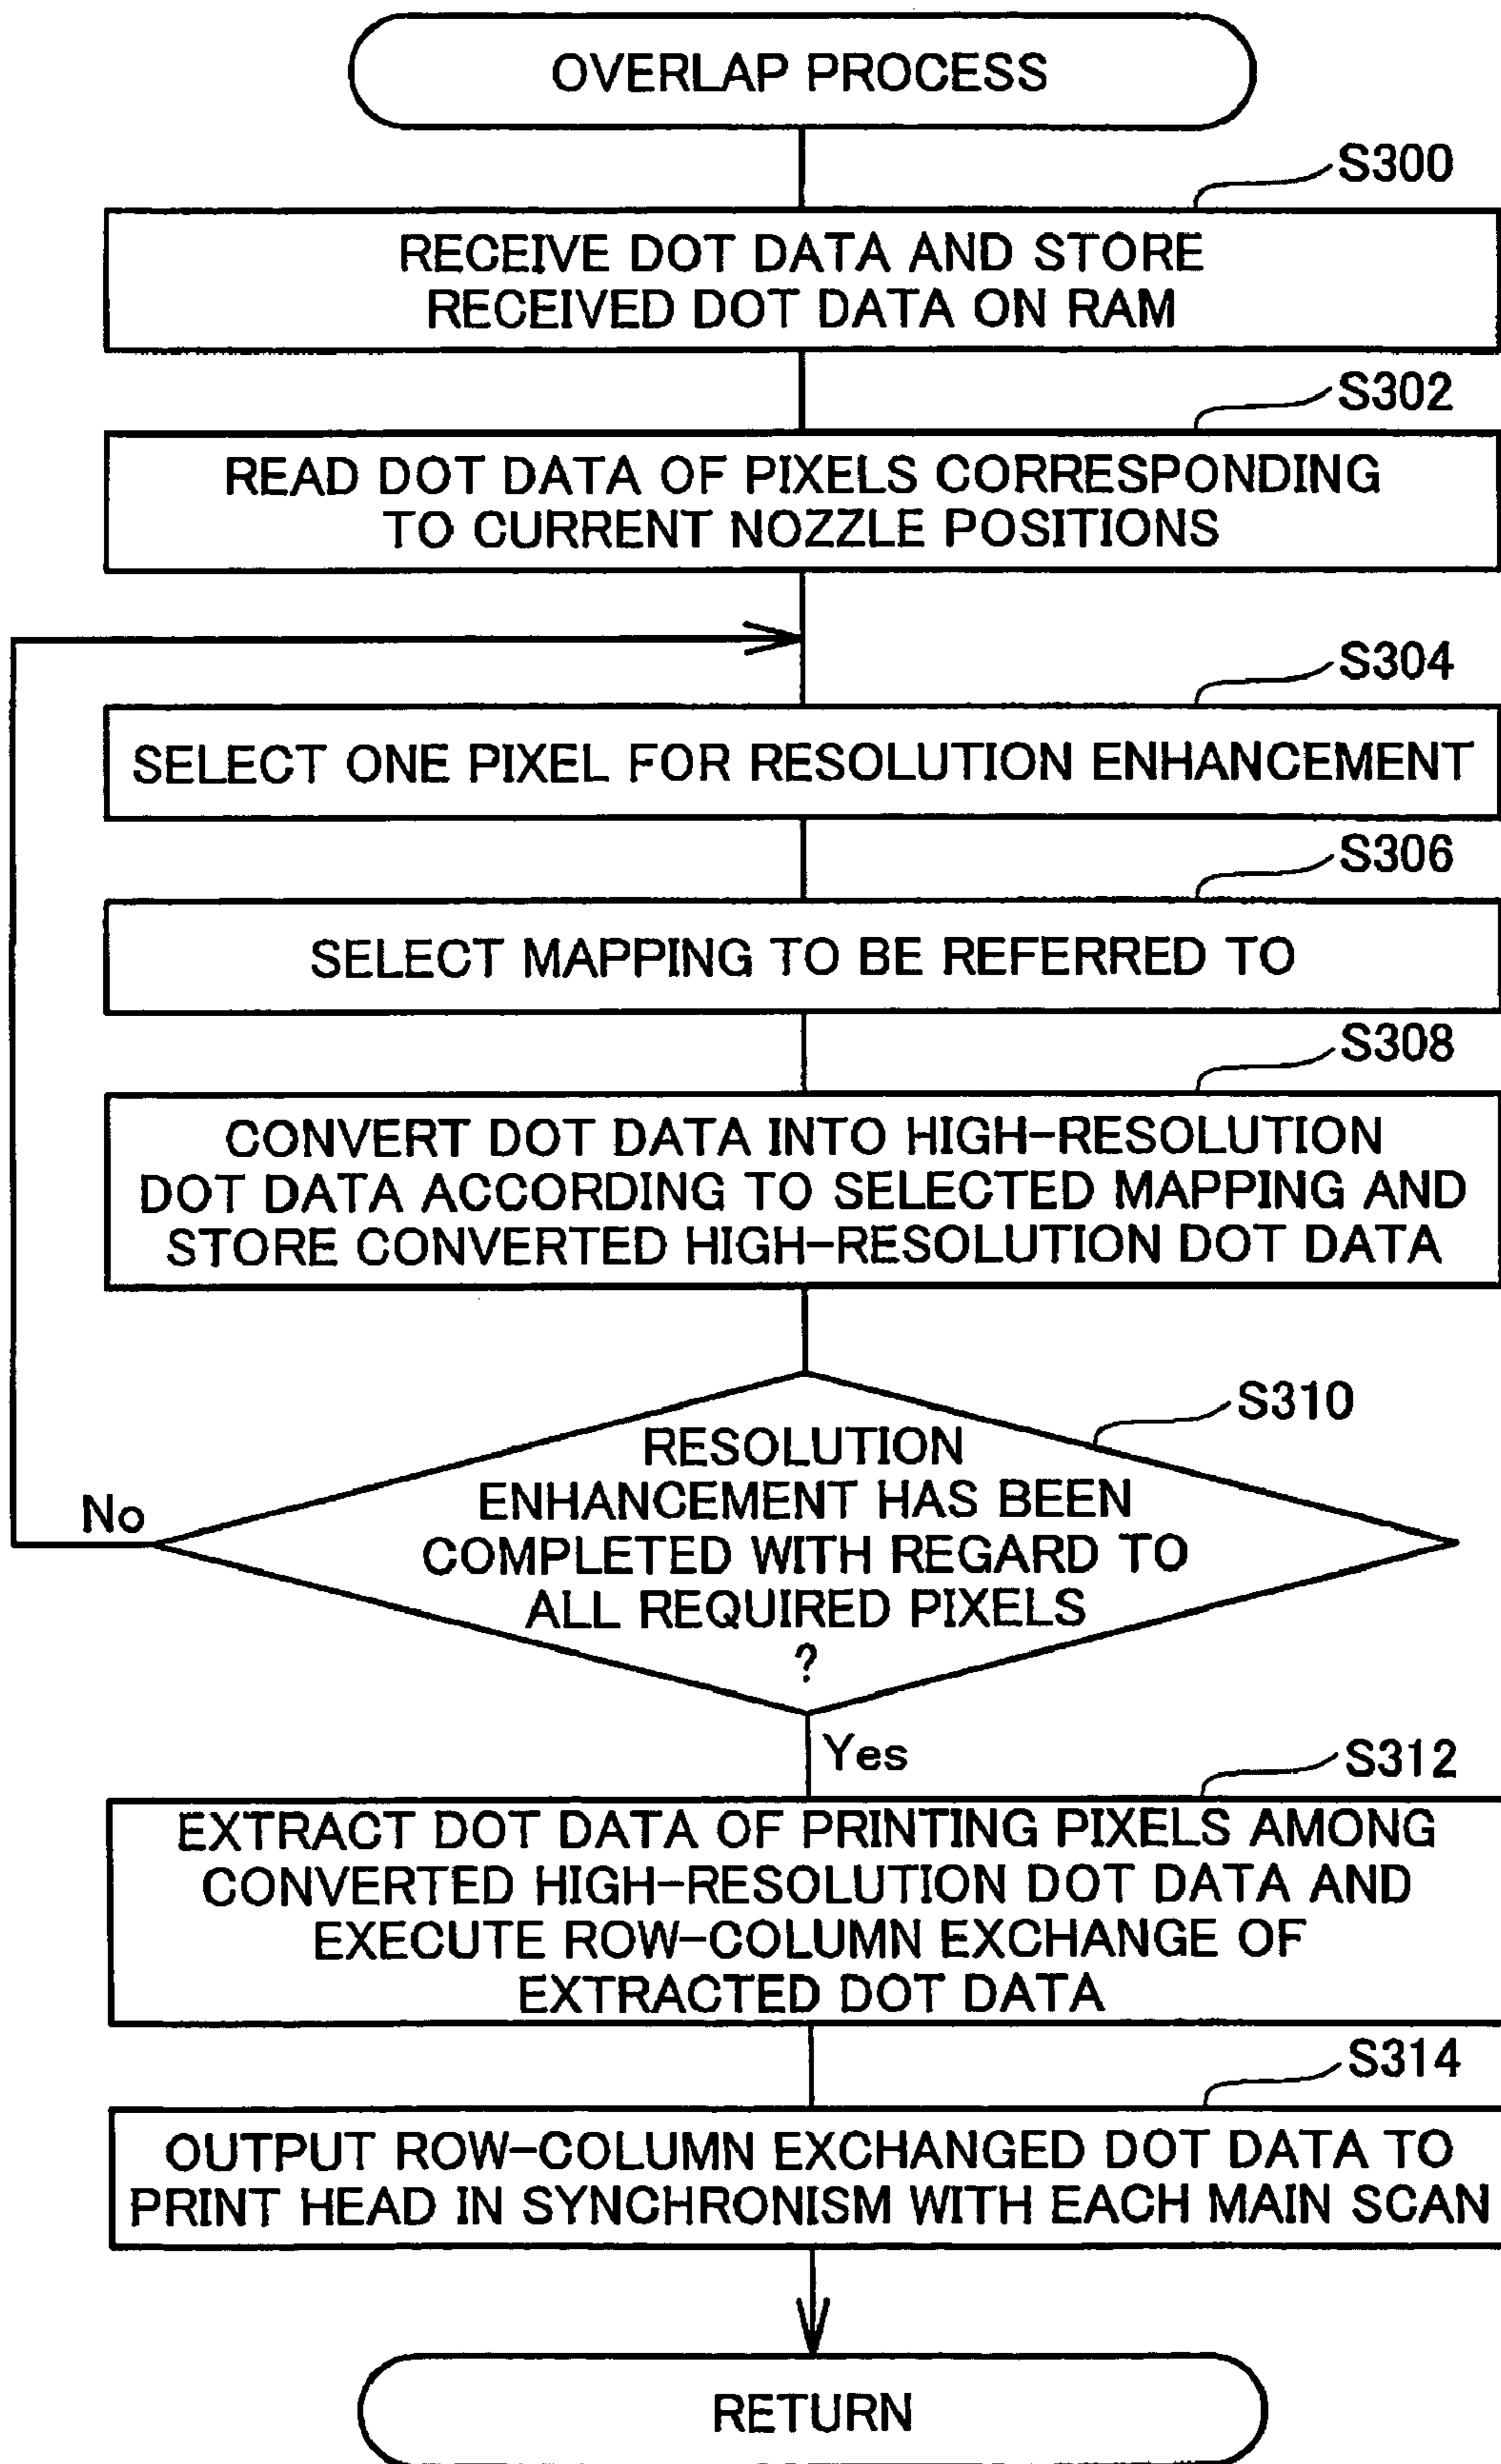 OVERLAP PROCESS
S300
RECEIVE DOT DATA AND STORE
RECEIVED DOT DATA ON RAM
S302
READ DOT DATA OF PIXELS CORRESPONDING
TO CURRENT NOZZLE POSITIONS
S304
SELECT ONE PIXEL FOR RESOLUTION ENHANCEMENT
S306
SELECT MAPPING TO BE REFERRED TO
S308
CONVERT DOT DATA INTO HIGH-RESOLUTION
DOT DATA ACCORDING TO SELECTED MAPPING AND
STORE CONVERTED HIGH-RESOLUTION DOT DATA
S310
RESOLUTION
ENHANCEMENT HAS BEEN
COMPLETED WITH REGARD TO
ALL REQUIRED PIXELS
?
No
Yes
S312
EXTRACT DOT DATA OF PRINTING PIXELS AMONG
CONVERTED HIGH-RESOLUTION DOT DATA AND
EXECUTE ROW-COLUMN EXCHANGE OF
EXTRACTED DOT DATA
S314
OUTPUT ROW-COLUMN EXCHANGED DOT DATA TO
PRINT HEAD IN SYNCHRONISM WITH EACH MAIN SCAN
RETURN